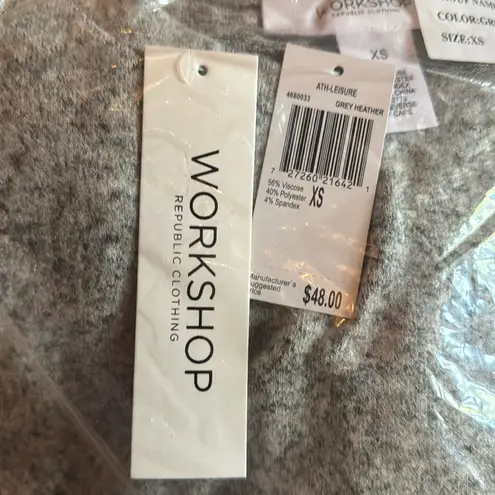 WORKSHOP
REPUBLIC CLOTHING
ATH-LEISURE
4680033
GREY HEATHER
7 27260 21642 1
56% Viscose
40% Polyester
4% Spandex
XS
Manufacturer's
Suggested
$48.00
WORKSHOP
REPUBLIC CLOTHING
XS
COLOR:GR
SIZE:XS